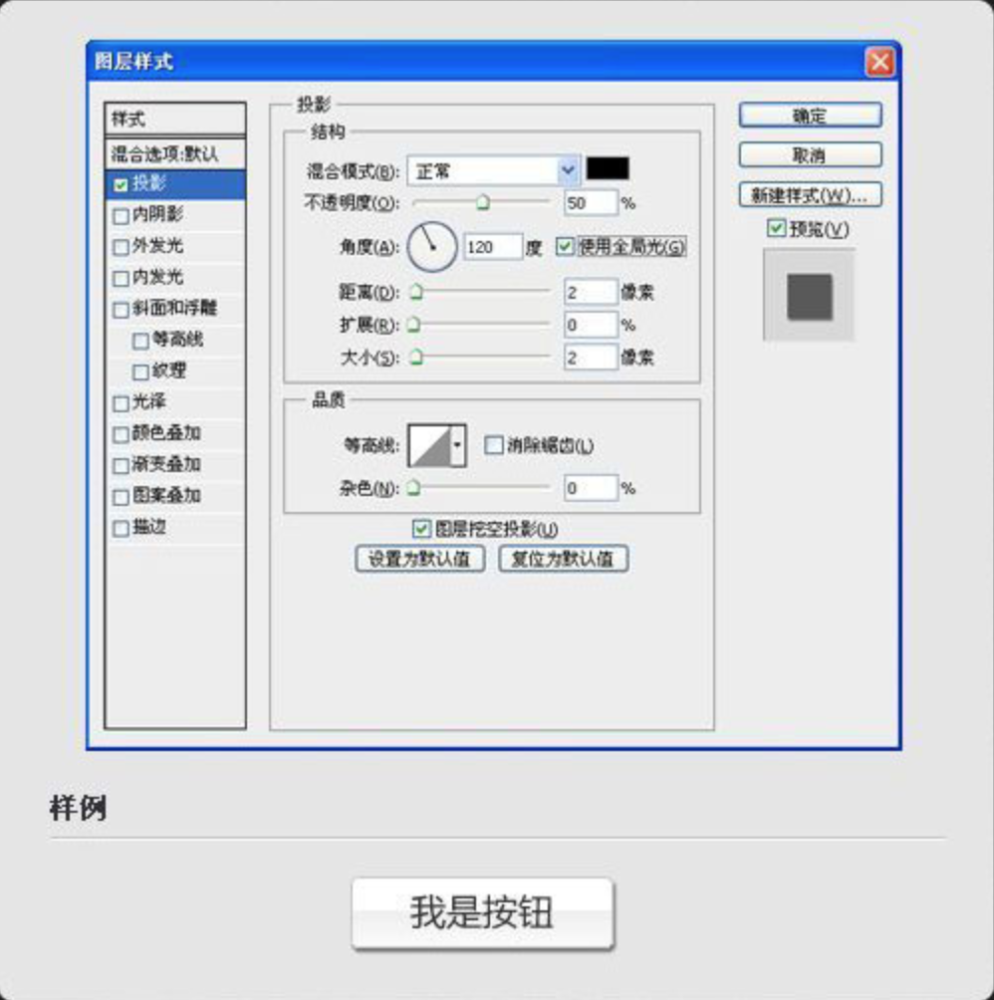 图层样式
样式
混合选项:默认
投影
内阴影
外发光
内发光
斜面和浮雕
等高线
纹理
光泽
颜色叠加
渐变叠加
图案叠加
描边
投影
结构
混合模式(B): 正常
不透明度(O): 50 %
角度(A): 120 度 使用全局光(G)
距离(D): 2 像素
扩展(R): 0 %
大小(S): 2 像素
品质
等高线: 消除锯齿(L)
杂色(N): 0 %
图层挖空投影(U)
设置为默认值 复位为默认值
确定
取消
新建样式(W)...
预览(V)
样例
我是按钮